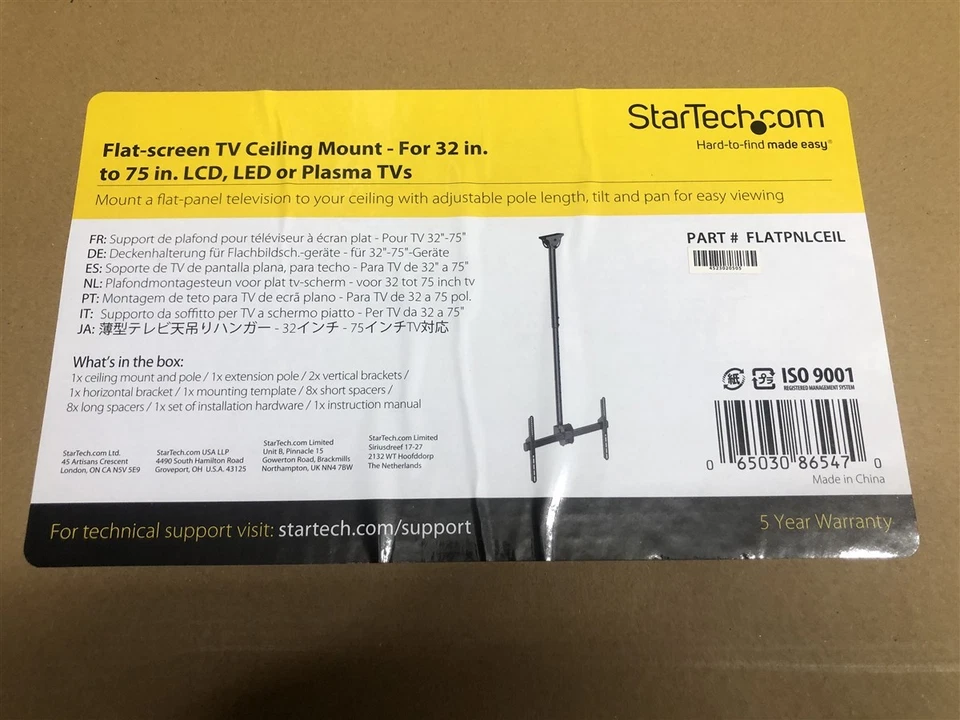 StarTech.com
Hard-to-find made easy®
Flat-screen TV Ceiling Mount - For 32 in.
to 75 in. LCD, LED or Plasma TVs
Mount a flat-panel television to your ceiling with adjustable pole length, tilt and pan for easy viewing
FR: Support de plafond pour téléviseur à écran plat - Pour TV 32"-75"
DE: Deckenhalterung für Flachbildsch.-geräte - für 32"-75"-Geräte
ES: Soporte de TV de pantalla plana, para techo - Para TV de 32" a 75"
NL: Plafondmontagesteun voor plat tv-scherm - voor 32 tot 75 inch tv
PT: Montagem de teto para TV de ecrã plano - Para TV de 32 a 75 pol.
IT: Supporto da soffitto per TV a schermo piatto - Per TV da 32 a 75"
JA: 薄型テレビ天吊りハンガー - 32インチ - 75インチTV対応
PART # FLATPNLCEIL
4523020505
What's in the box:
1x ceiling mount and pole / 1x extension pole / 2x vertical brackets /
1x horizontal bracket / 1x mounting template / 8x short spacers /
8x long spacers / 1x set of installation hardware / 1x instruction manual
StarTech.com Ltd.
45 Artisans Crescent
London, ON CA N5V 5E9
StarTech.com USA LLP
4490 South Hamilton Road
Groveport, OH U.S.A. 43125
StarTech.com Limited
Unit B, Pinnacle 15
Gowerton Road, Brackmills
Northampton, UK NN4 7BW
StarTech.com Limited
Siriusdreef 17-27
2132 WT Hoofddorp
The Netherlands
紙 プラ ISO 9001
REGISTERED MANAGEMENT SYSTEM
0 65030 86547 0
Made in China
For technical support visit: startech.com/support
5 Year Warranty